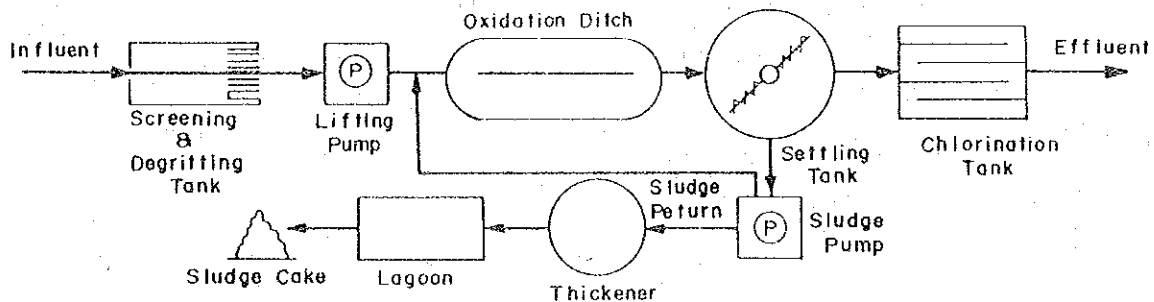 Oxidation Ditch
Influent
Effluent
P
Screening
&
Degritting
Tank
Lifting
Pump
Settling
Tank
Chlorination
Tank
Sludge
Peturn
P
Sludge
Pump
Sludge Cake
Lagoon
Thickener